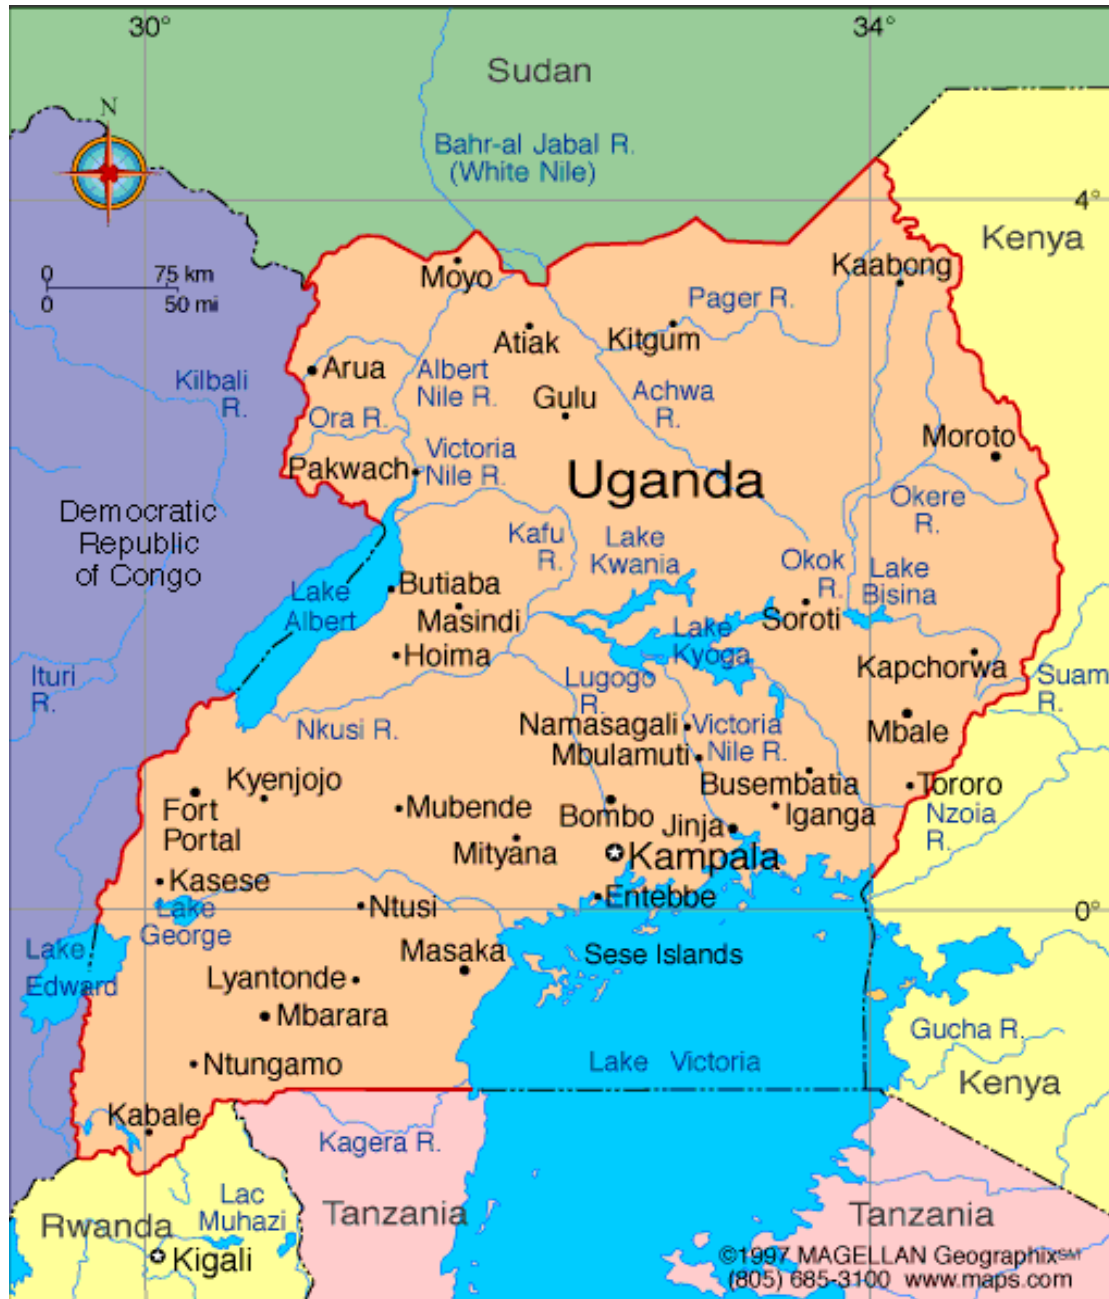 30°
34°
Sudan
N
Bahr-al Jabal R.
(White Nile)
4°
Kenya
Kaabong
0 75 km
0 50 mi
Moyo
Pager R.
Atiak
Kitgum
Arua
Albert
Nile R.
Kilbali
R.
Achwa
R.
Gulu
Ora R.
Moroto
Victoria
Nile R.
Pakwach
Uganda
Okere
R.
Democratic
Republic
of Congo
Kafu
R.
Lake
Kwania
Okok
R.
Lake
Bisina
Butiaba
Lake
Albert
Masindi
Soroti
Lake
Kyoga
Hoima
Kapchorwa
Ituri
R.
Lugogo
R.
Suam
R.
Nkusi R.
Namasagali
Victoria
Nile R.
Mbale
Mbulamuti
Kyenjojo
Busembatia
Tororo
Fort
Portal
Mubende
Bombo
Iganga
Nzoia
R.
Jinja
Mityana
Kampala
Kasese
Entebbe
Lake
George
Ntusi
0°
Lake
Edward
Masaka
Sese Islands
Lyantonde
Mbarara
Gucha R.
Ntungamo
Lake Victoria
Kenya
Kabale
Kagera R.
Lac
Muhazi
Rwanda
Tanzania
Tanzania
Kigali
©1997 MAGELLAN Geographix℠
(805) 685-3100 www.maps.com